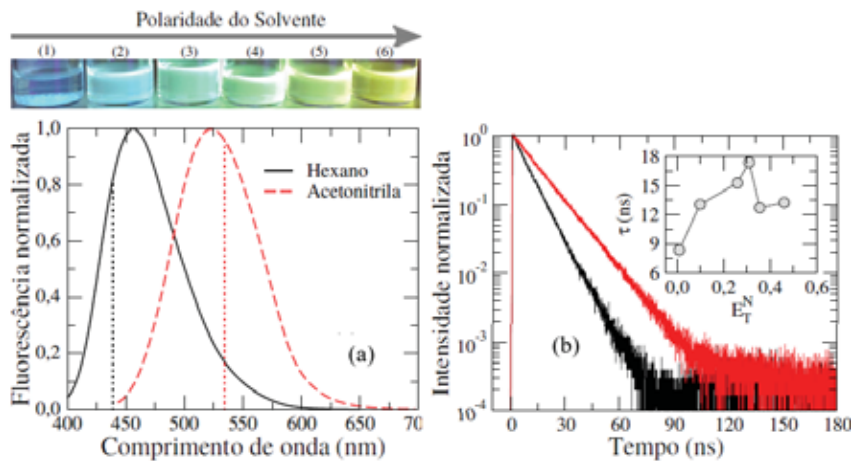 Polaridade do Solvente
(1) (2) (3) (4) (5) (6)
Fluorescência normalizada
1,0
0,8
0,6
0,4
0,2
0,0
Hexano
Acetonitrila
(a)
400 450 500 550 600 650 700
Comprimento de onda (nm)
Intensidade normalizada
10^0
10^-1
10^-2
10^-3
10^-4
(b)
0 30 60 90 120 150 180
Tempo (ns)
τ (ns)
18
15
12
9
6
0,0 0,2 0,4 0,6
E_T^N